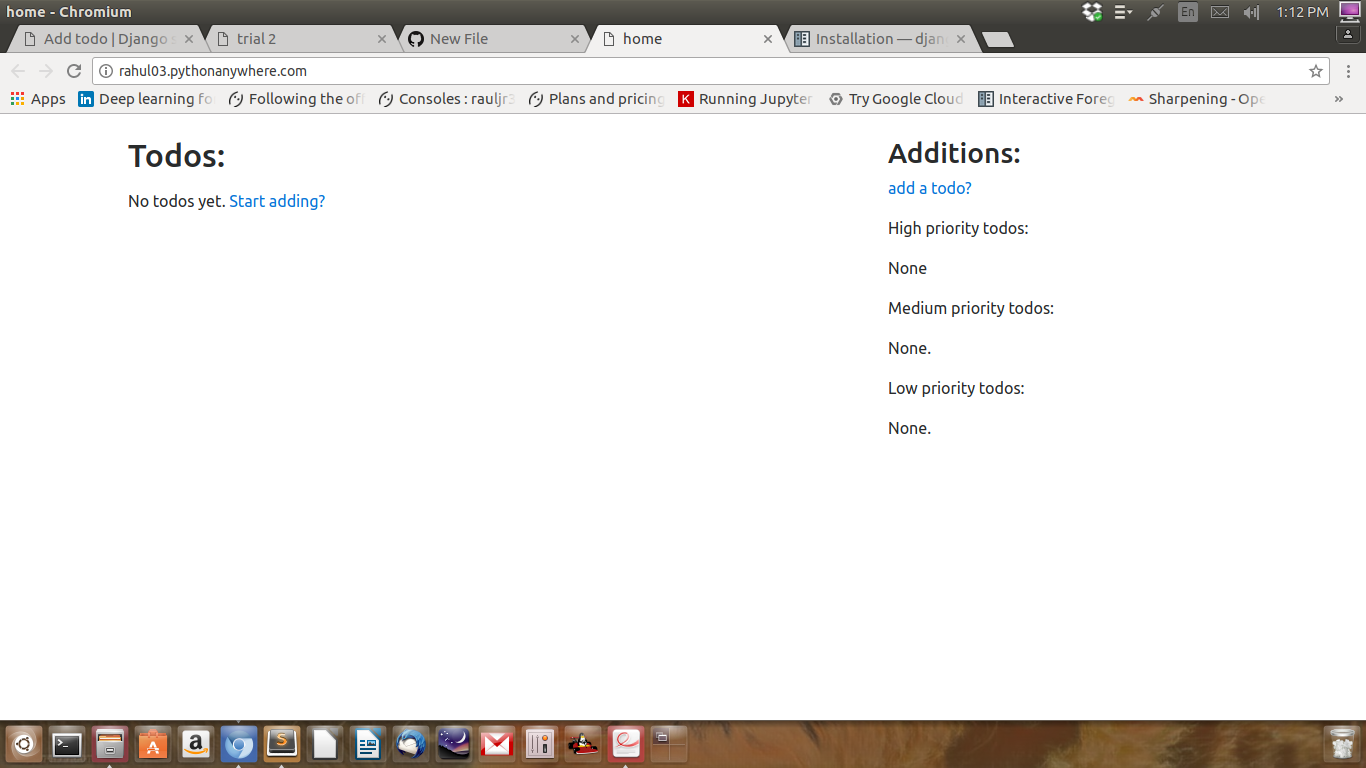 home - Chromium
En
1:12 PM
Add todo | Django s
trial 2
New File
home
Installation — djan
rahul03.pythonanywhere.com
Apps
in
Deep learning fo
Following the off
Consoles : rauljr3
Plans and pricing
K
Running Jupyter
Try Google Cloud
Interactive Foreg
Sharpening - Ope
»
Todos:
No todos yet. Start adding?
Additions:
add a todo?
High priority todos:
None
Medium priority todos:
None.
Low priority todos:
None.